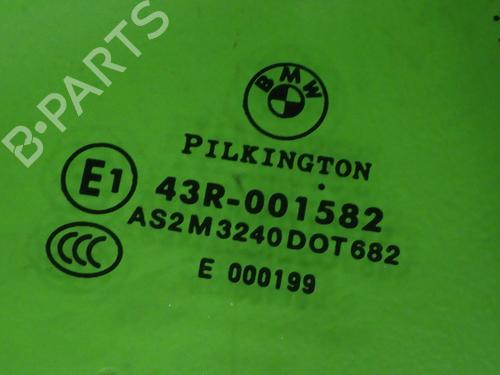 B-PARTS
BMW
PILKINGTON
E1
43R-001582
AS2M3240DOT682
CCC
E 000199